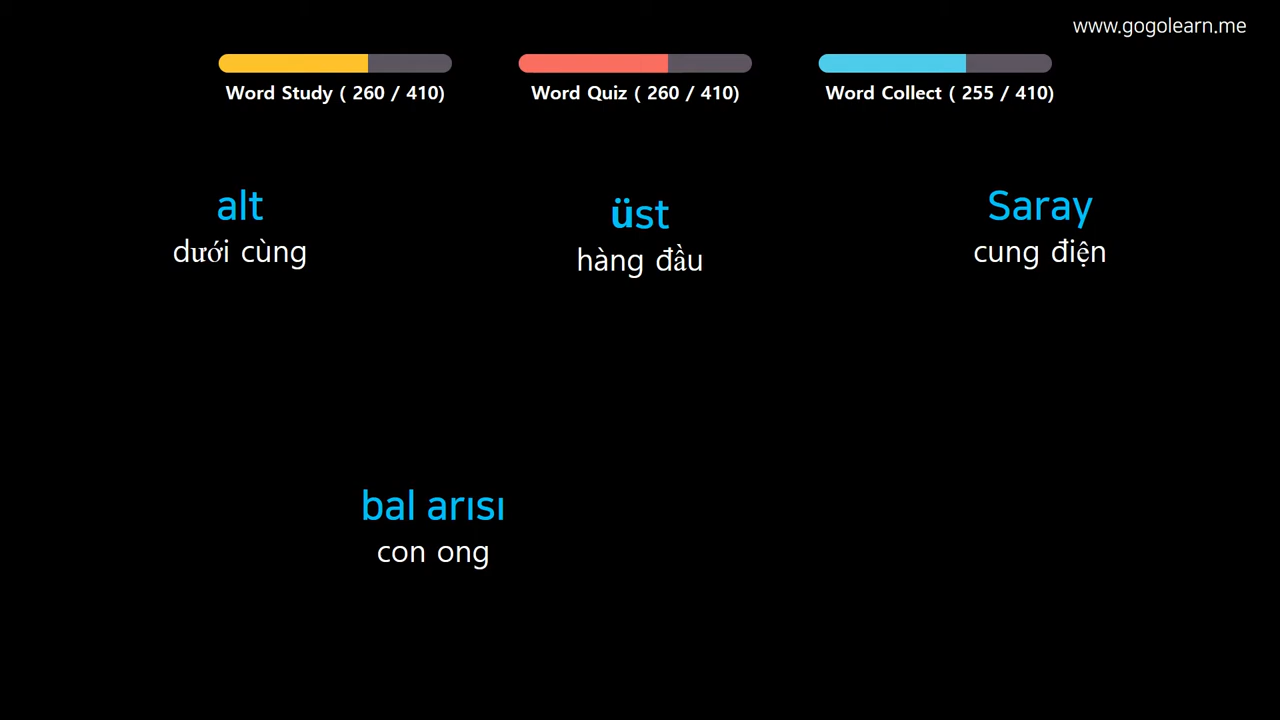 www.gogolearn.me
Word Study ( 260 / 410)
Word Quiz ( 260 / 410)
Word Collect ( 255 / 410)
alt
dưới cùng
üst
hàng đầu
Saray
cung điện
bal arısı
con ong